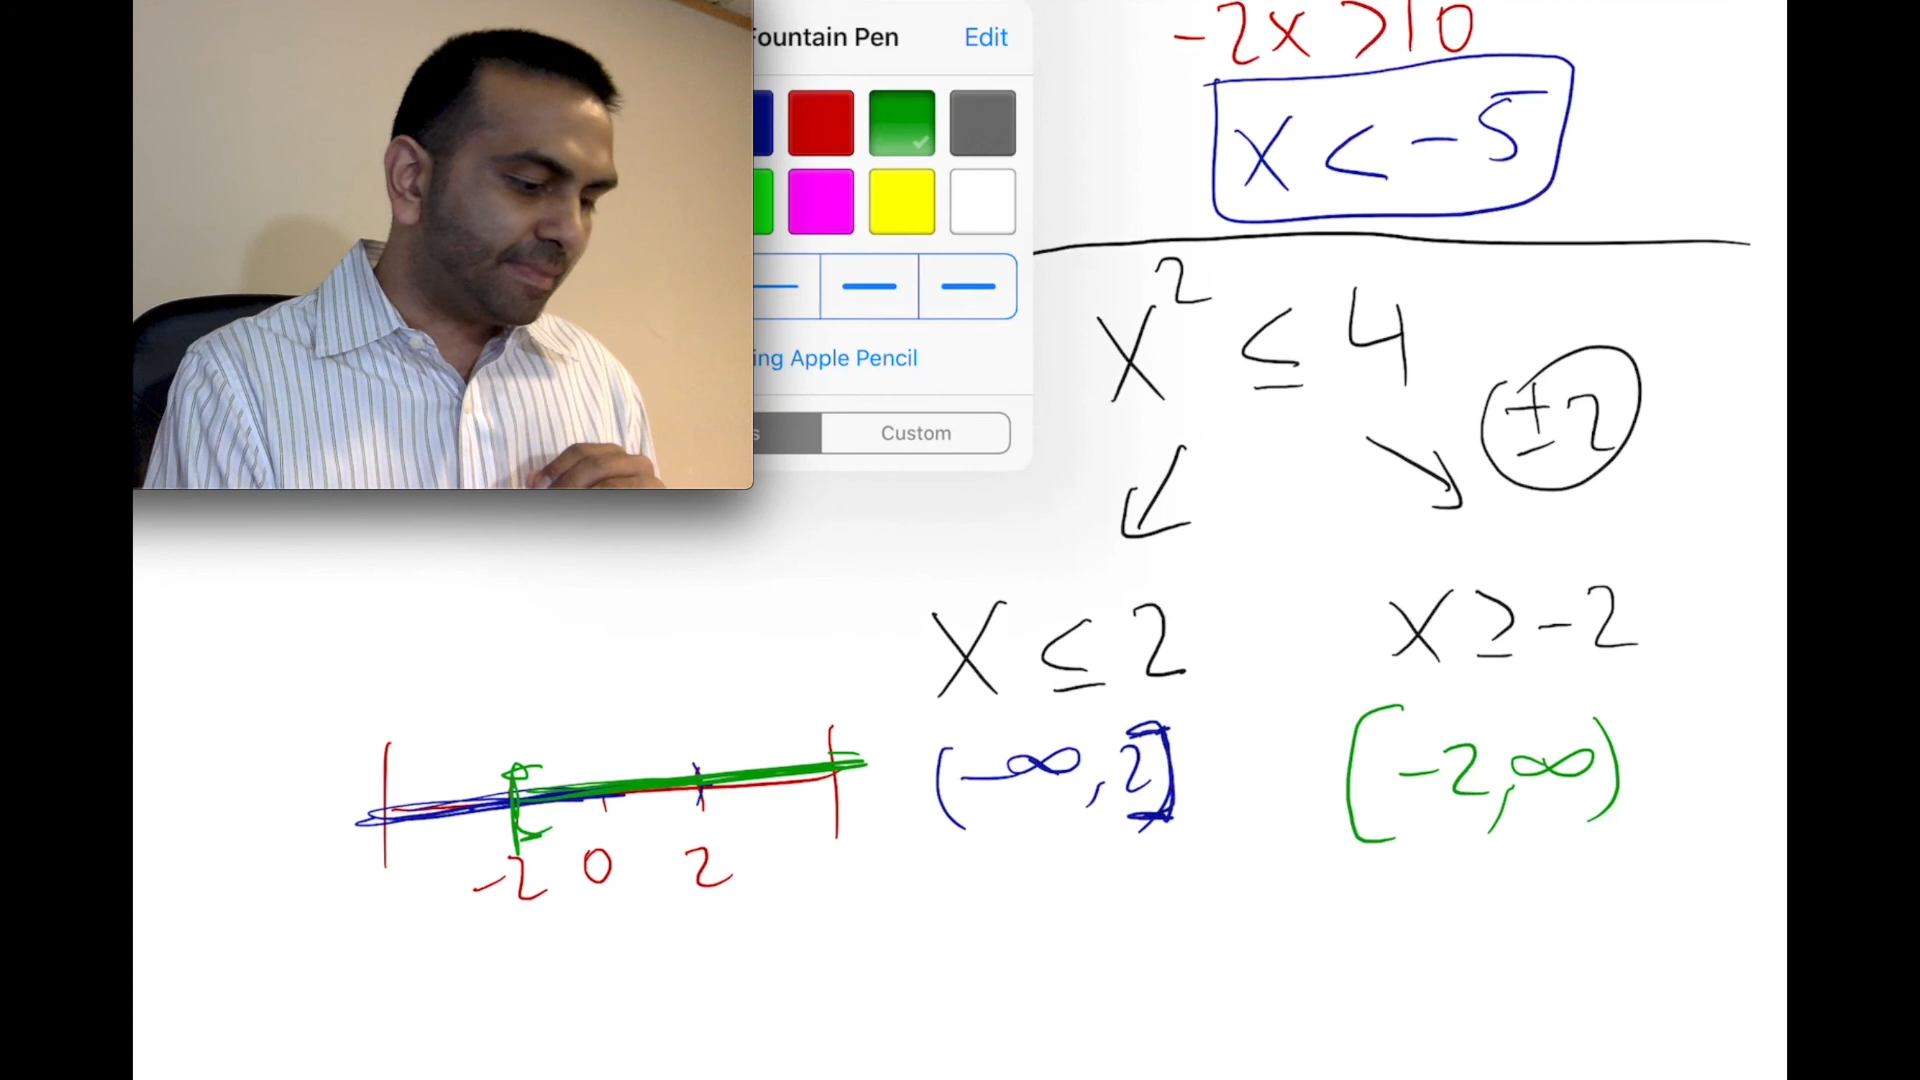 Fountain Pen Edit
ing Apple Pencil
s Custom
-2x > 10
x < -5
x² ≤ 4
±2
x ≤ 2 x ≥ -2
(-∞, 2] [-2, ∞)
-2 0 2